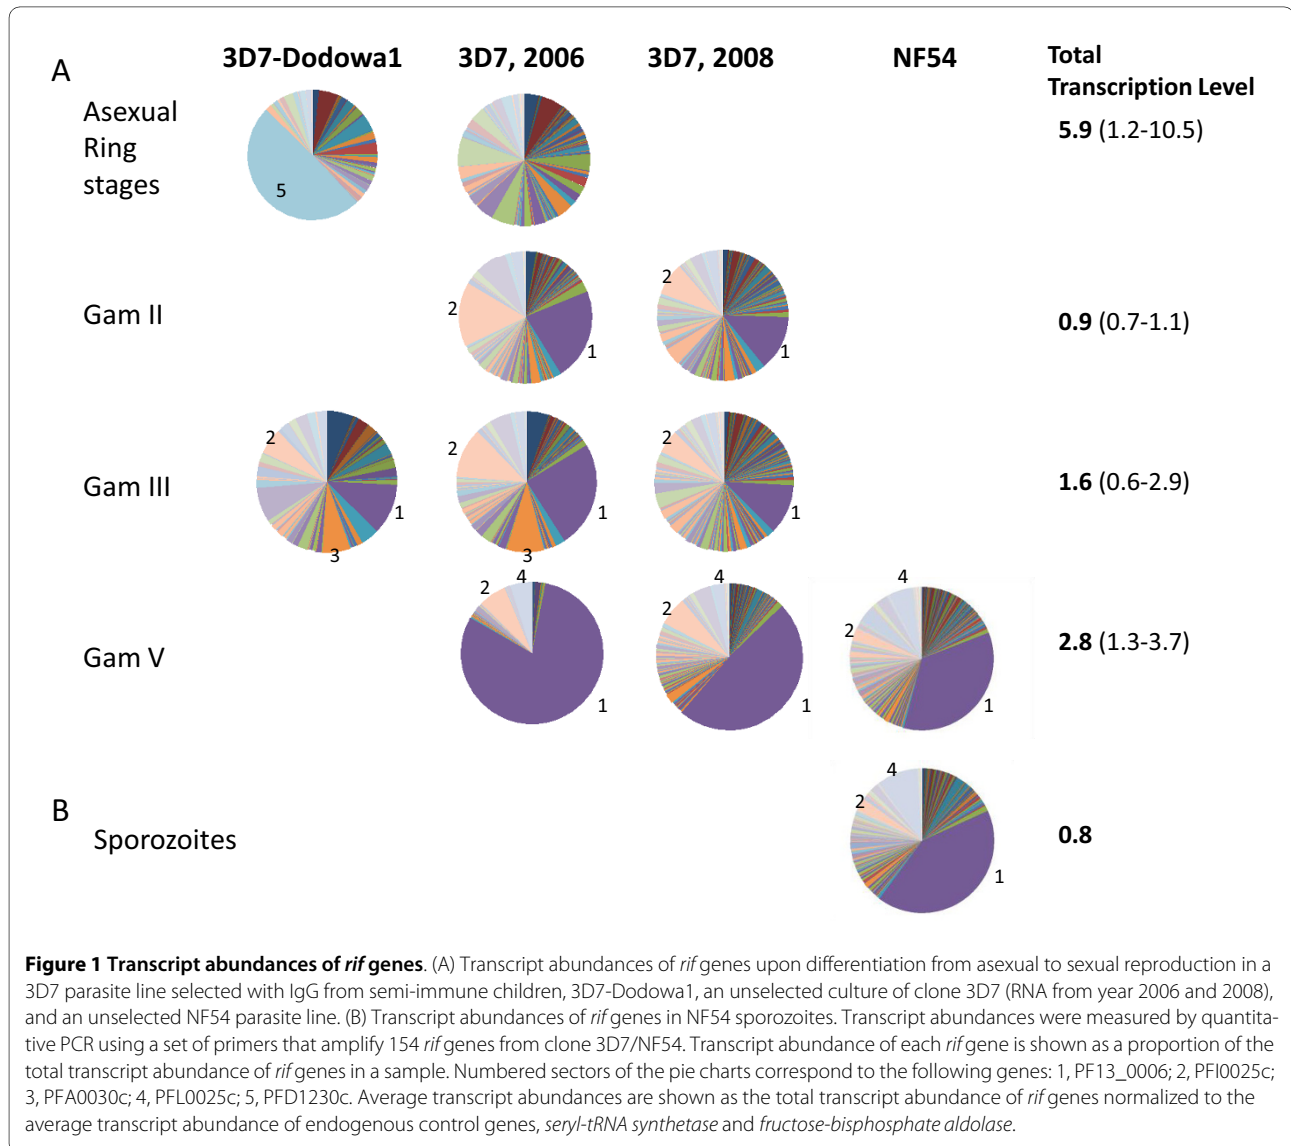 3D7-Dodowa1 3D7, 2006 3D7, 2008 NF54 Total
Transcription Level
A
Asexual
Ring
stages
5
5.9 (1.2-10.5)
Gam II
2
1
2
1
0.9 (0.7-1.1)
Gam III
2
1
3
2
1
3
2
1
1.6 (0.6-2.9)
Gam V
2
4
1
4
2
1
4
2
1
2.8 (1.3-3.7)
B
Sporozoites
4
2
1
0.8
Figure 1 Transcript abundances of rif genes. (A) Transcript abundances of rif genes upon differentiation from asexual to sexual reproduction in a
3D7 parasite line selected with IgG from semi-immune children, 3D7-Dodowa1, an unselected culture of clone 3D7 (RNA from year 2006 and 2008),
and an unselected NF54 parasite line. (B) Transcript abundances of rif genes in NF54 sporozoites. Transcript abundances were measured by quantita-
tive PCR using a set of primers that amplify 154 rif genes from clone 3D7/NF54. Transcript abundance of each rif gene is shown as a proportion of the
total transcript abundance of rif genes in a sample. Numbered sectors of the pie charts correspond to the following genes: 1, PF13_0006; 2, PFI0025c;
3, PFA0030c; 4, PFL0025c; 5, PFD1230c. Average transcript abundances are shown as the total transcript abundance of rif genes normalized to the
average transcript abundance of endogenous control genes, seryl-tRNA synthetase and fructose-bisphosphate aldolase.